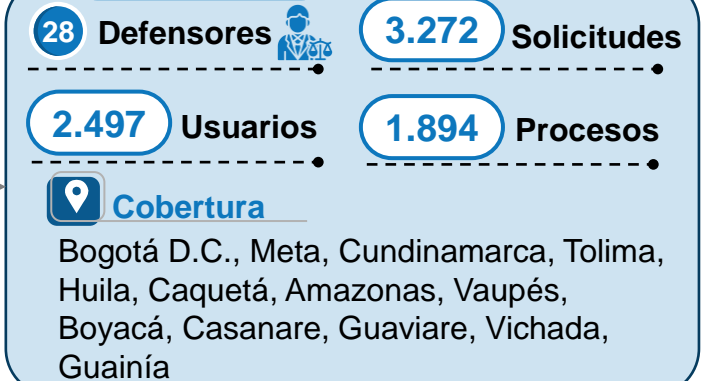 28 Defensores 3.272 Solicitudes
2.497 Usuarios 1.894 Procesos
Cobertura
Bogotá D.C., Meta, Cundinamarca, Tolima,
Huila, Caquetá, Amazonas, Vaupés,
Boyacá, Casanare, Guaviare, Vichada,
Guainía